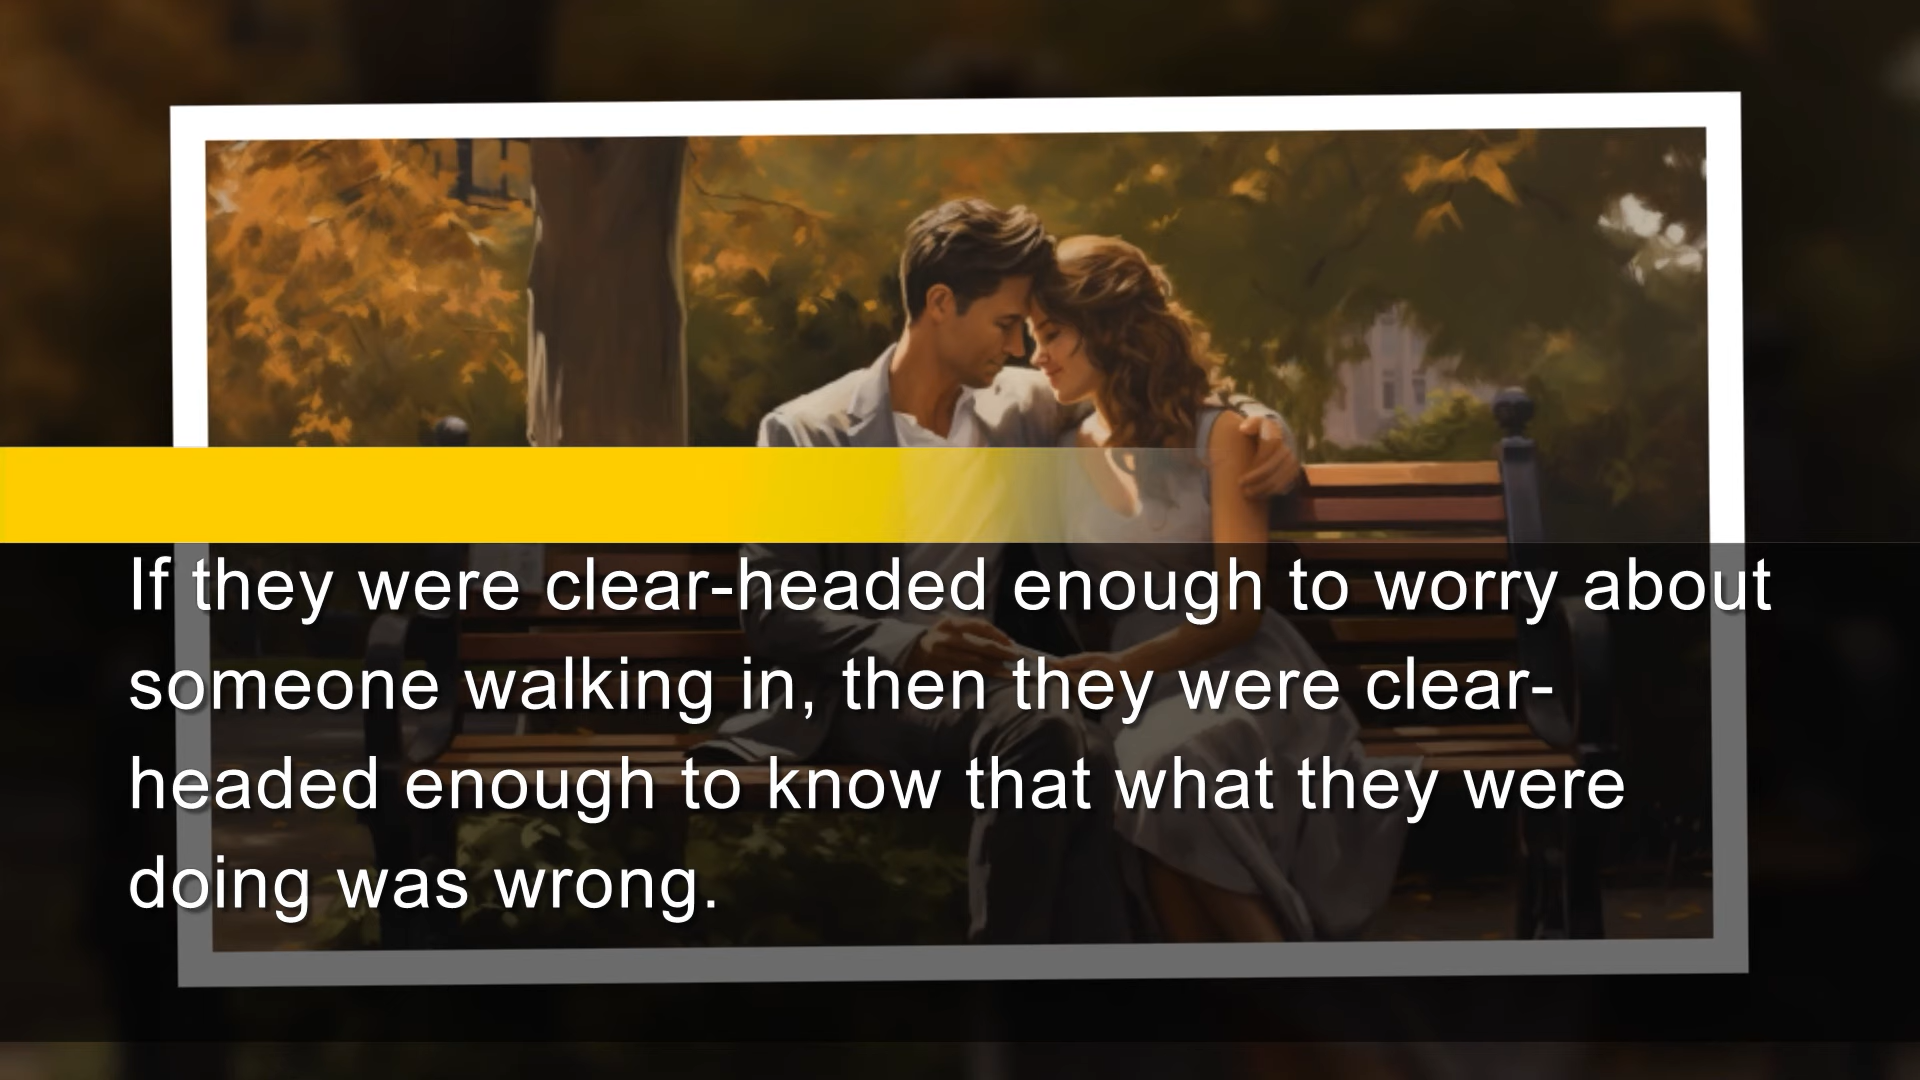 If they were clear-headed enough to worry about
someone walking in, then they were clear-
headed enough to know that what they were
doing was wrong.